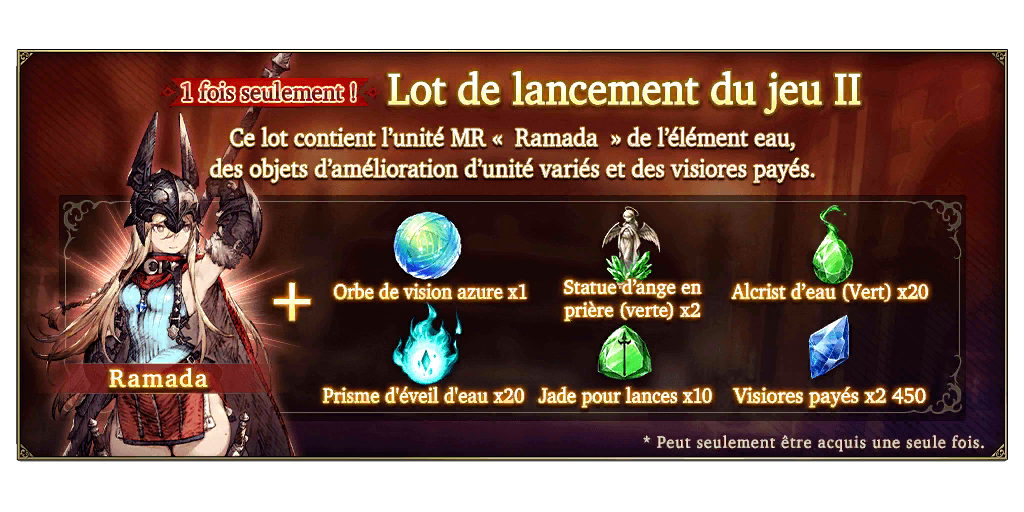 1 fois seulement !
Lot de lancement du jeu II
Ce lot contient l'unité MR « Ramada » de l'élément eau,
des objets d'amélioration d'unité variés et des visiores payés.
Orbe de vision azure x1
Statue d'ange en
prière (verte) x2
Alcrist d'eau (Vert) x20
Ramada
+
Prisme d'éveil d'eau x20
Jade pour lances x10
Visiores payés x2 450
* Peut seulement être acquis une seule fois.